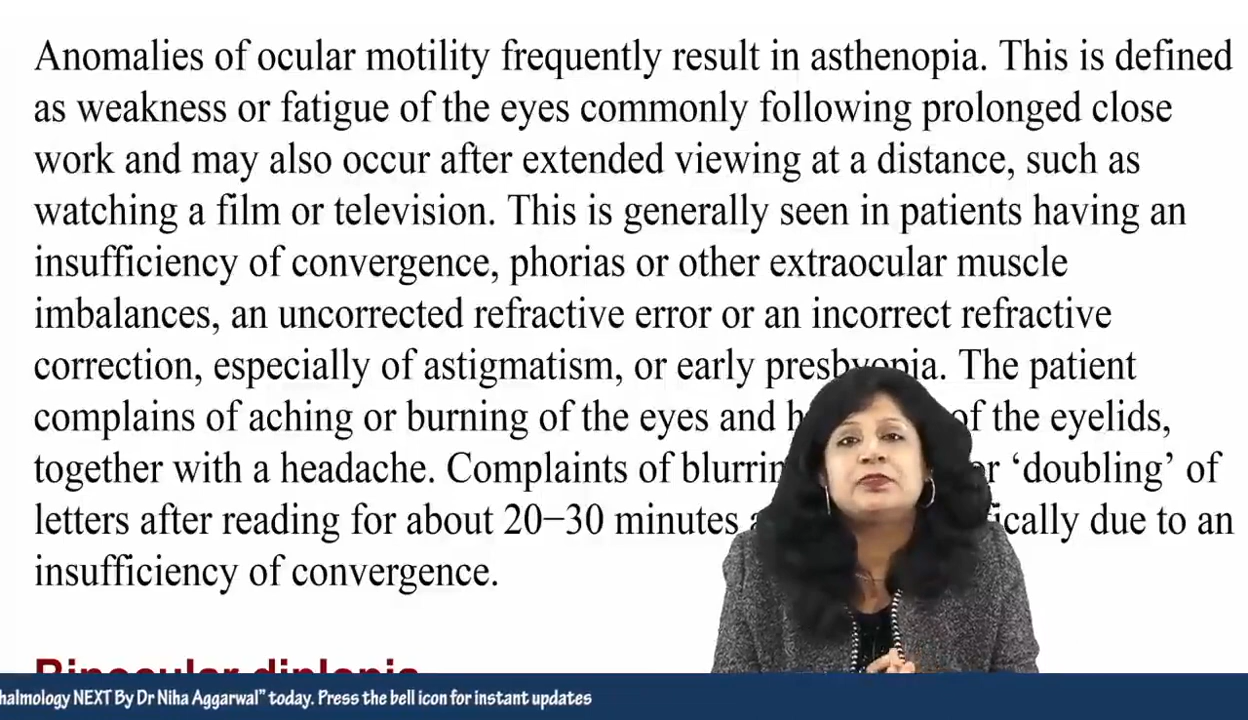 Anomalies of ocular motility frequently result in asthenopia. This is defined
as weakness or fatigue of the eyes commonly following prolonged close
work and may also occur after extended viewing at a distance, such as
watching a film or television. This is generally seen in patients having an
insufficiency of convergence, phorias or other extraocular muscle
imbalances, an uncorrected refractive error or an incorrect refractive
correction, especially of astigmatism, or early presbyopia. The patient
complains of aching or burning of the eyes and of the eyelids,
together with a headache. Complaints of ‘doubling’ of
letters after reading for about 20–30 minutes due to an
insufficiency of convergence.
Binocular diplopia
NEXT By Dr Niha Aggarwal" today. Press the bell icon for instant updates